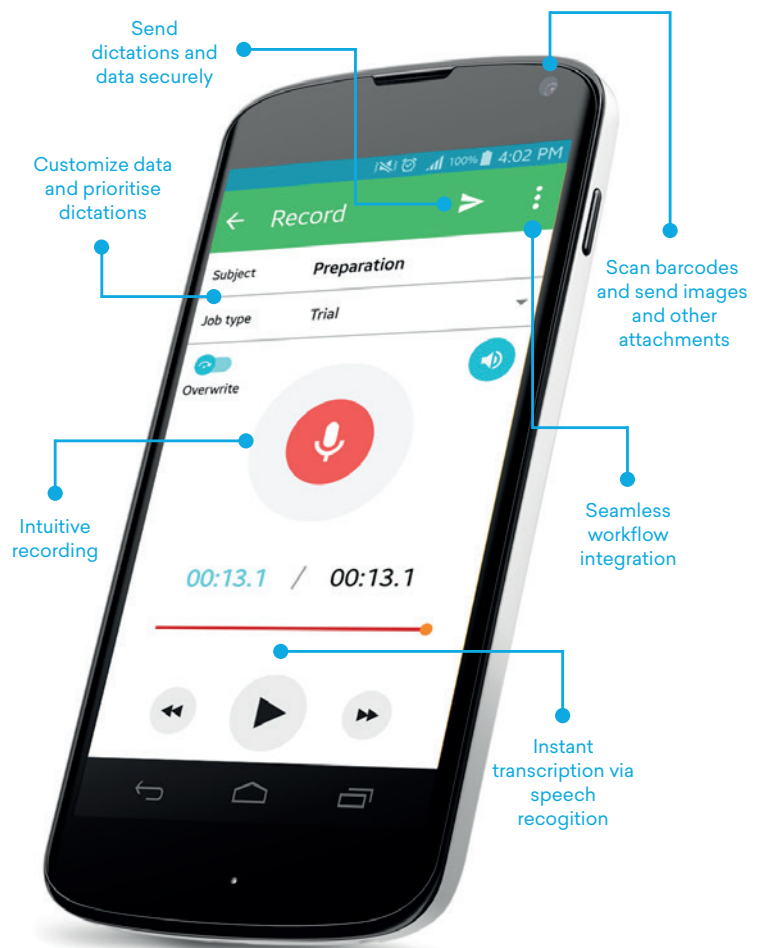 Send
dictations and
data securely
Customize data
and prioritise
dictations
100% 4:02 PM
Record
Subject Preparation
Job type Trial
Overwrite
Scan barcodes
and send images
and other
attachments
Intuitive
recording
Seamless
workflow
integration
00:13.1 / 00:13.1
Instant
transcription via
speech
recogition